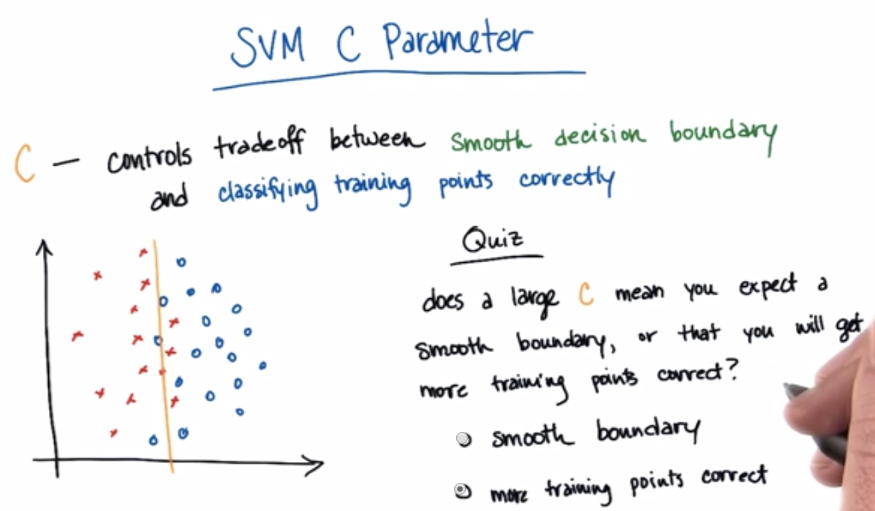 SVM C Parameter
C — controls tradeoff between smooth decision boundary
and classifying training points correctly
Quiz
does a large C mean you expect a
smooth boundary, or that you will get
more training points correct?
smooth boundary
more training points correct